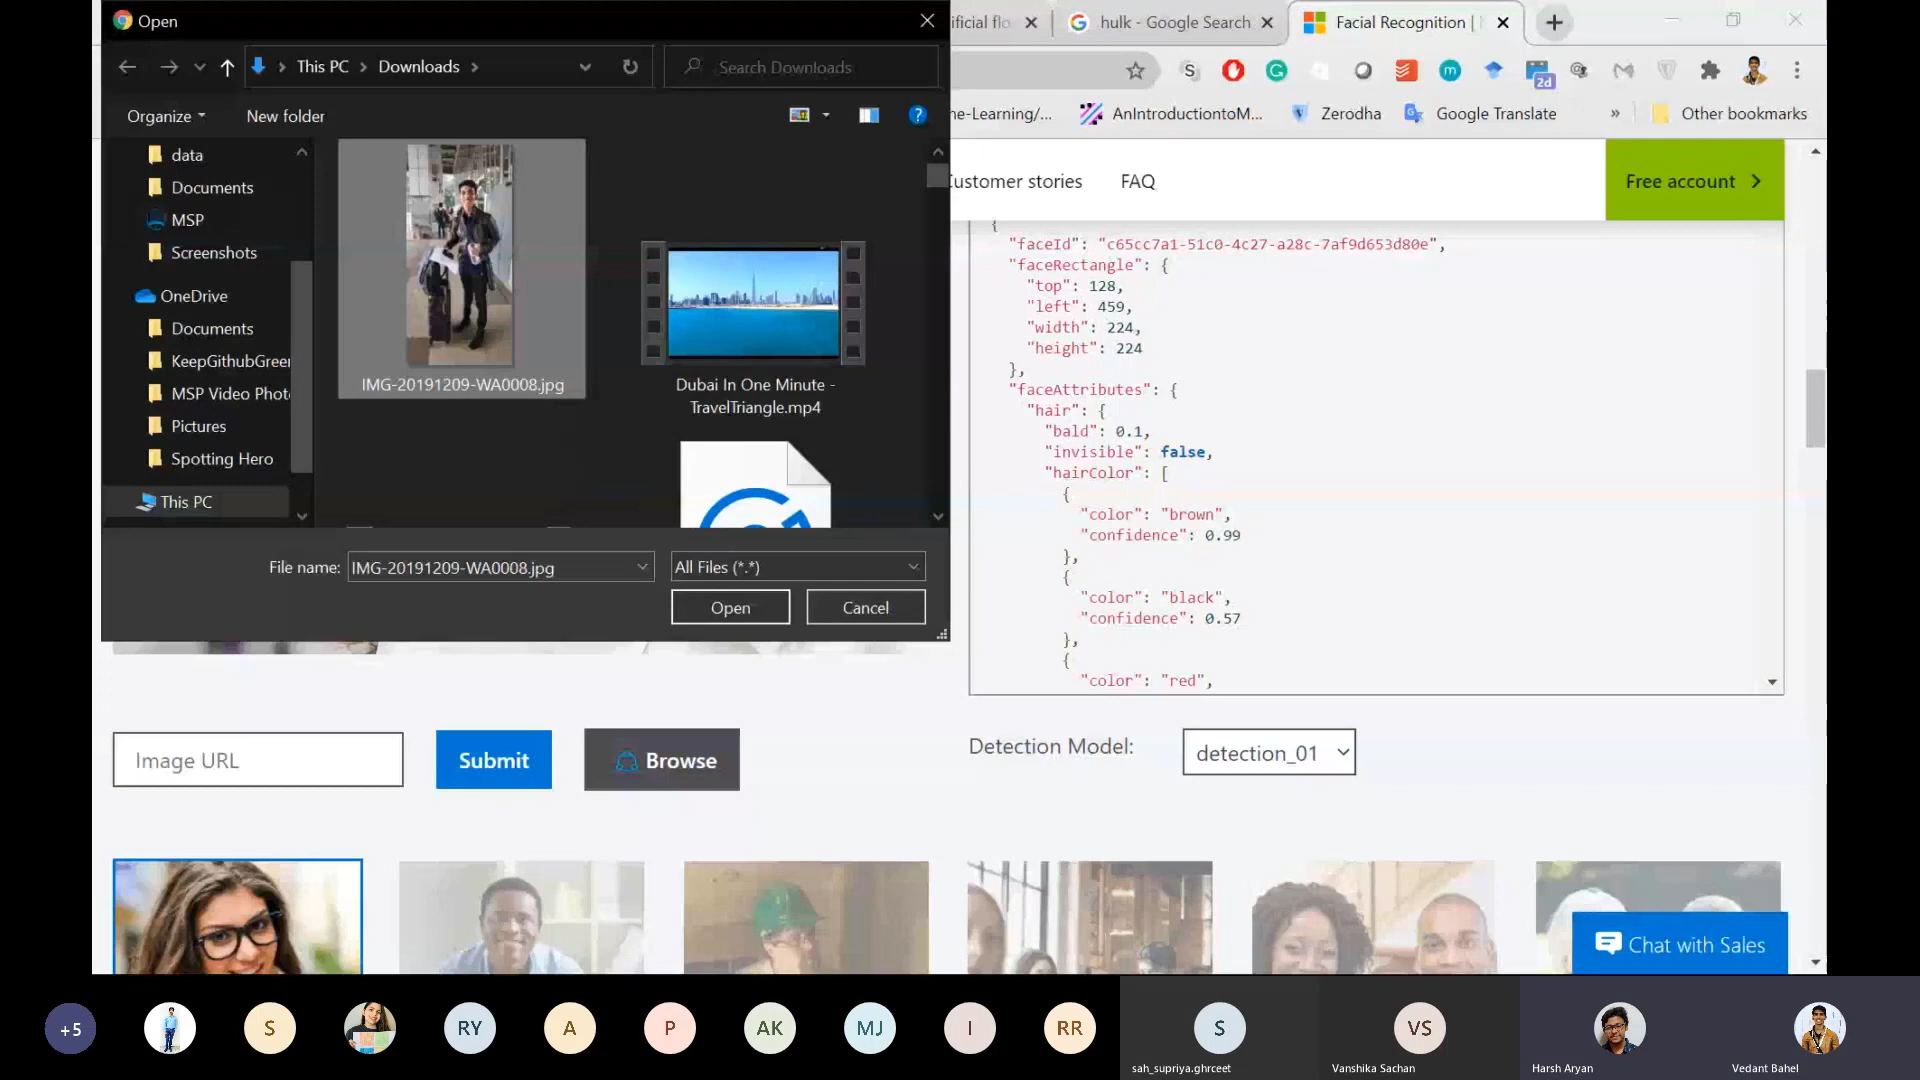 Open
This PC
Downloads
Search Downloads
Organize
New folder
data
Documents
MSP
Screenshots
OneDrive
Documents
KeepGithubGreen
MSP Video Phot
Pictures
Spotting Hero
This PC
IMG-20191209-WA0008.jpg
Dubai In One Minute -
TravelTriangle.mp4
File name:
IMG-20191209-WA0008.jpg
All Files (*.*)
Open
Cancel
ificial flo
hulk - Google Search
Facial Recognition |
2d
ne-Learning/...
AnIntroductiontoM...
Zerodha
Google Translate
»
Other bookmarks
Customer stories
FAQ
Free account
{
"faceId": "c65cc7a1-51c0-4c27-a28c-7af9d653d80e",
"faceRectangle": {
"top": 128,
"left": 459,
"width": 224,
"height": 224
},
"faceAttributes": {
"hair": {
"bald": 0.1,
"invisible": false,
"hairColor": [
{
"color": "brown",
"confidence": 0.99
},
{
"color": "black",
"confidence": 0.57
},
{
"color": "red",
Image URL
Submit
Browse
Detection Model:
detection_01
Chat with Sales
+5
S
RY
A
P
AK
MJ
I
RR
S
VS
sah_supriya.ghrceet
Vanshika Sachan
Harsh Aryan
Vedant Bahel